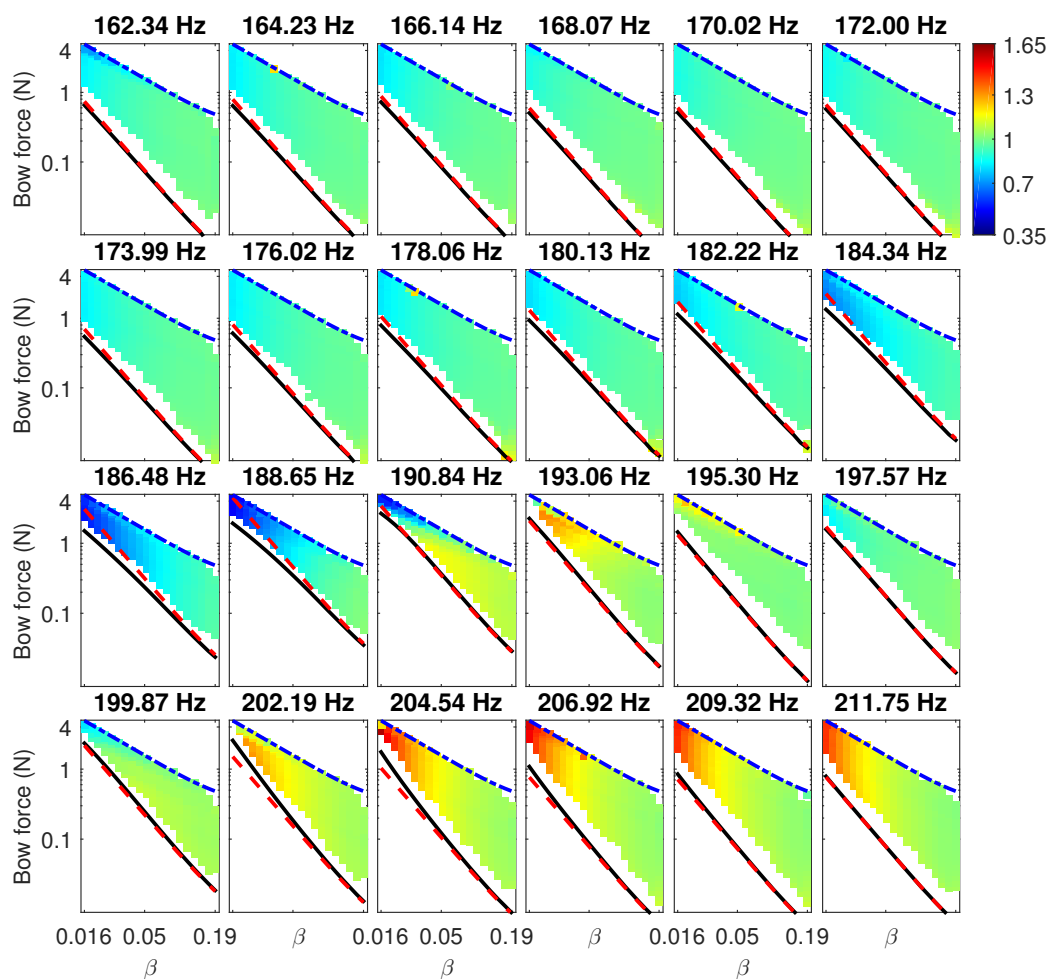 162.34 Hz 164.23 Hz 166.14 Hz 168.07 Hz 170.02 Hz 172.00 Hz
4
1
0.1
Bow force (N)
1.65
1.3
1
0.7
0.35
173.99 Hz 176.02 Hz 178.06 Hz 180.13 Hz 182.22 Hz 184.34 Hz
4
1
0.1
Bow force (N)
186.48 Hz 188.65 Hz 190.84 Hz 193.06 Hz 195.30 Hz 197.57 Hz
4
1
0.1
Bow force (N)
199.87 Hz 202.19 Hz 204.54 Hz 206.92 Hz 209.32 Hz 211.75 Hz
4
1
0.1
Bow force (N)
0.016 0.05 0.19 β 0.016 0.05 0.19 β 0.016 0.05 0.19 β
β β β